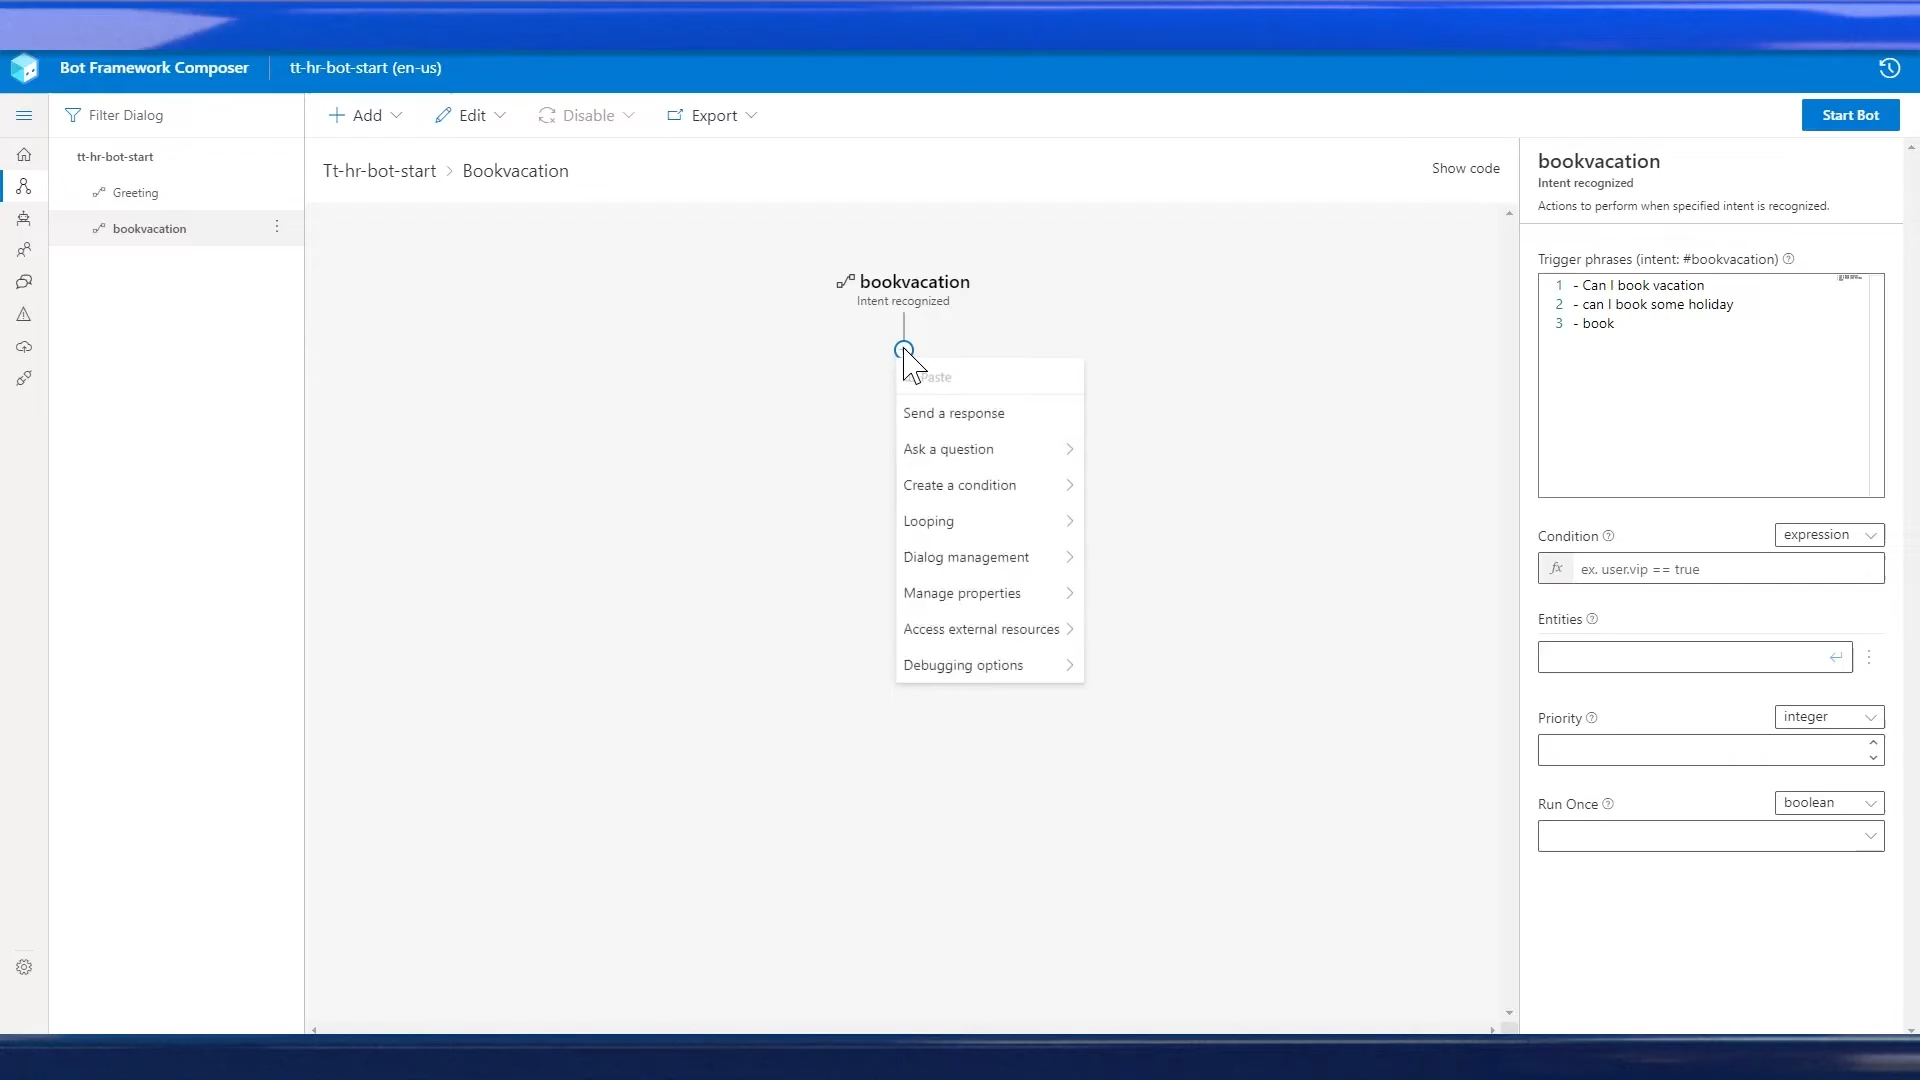 Bot Framework Composer
tt-hr-bot-start (en-us)
Filter Dialog
Add
Edit
Disable
Export
Start Bot
tt-hr-bot-start
Greeting
bookvacation
Tt-hr-bot-start > Bookvacation
Show code
bookvacation
Intent recognized
Paste
Send a response
Ask a question
Create a condition
Looping
Dialog management
Manage properties
Access external resources
Debugging options
bookvacation
Intent recognized
Actions to perform when specified intent is recognized.
Trigger phrases (intent: #bookvacation)
1 - Can I book vacation
2 - can I book some holiday
3 - book
Condition
expression
fx ex. user.vip == true
Entities
Priority
integer
Run Once
boolean